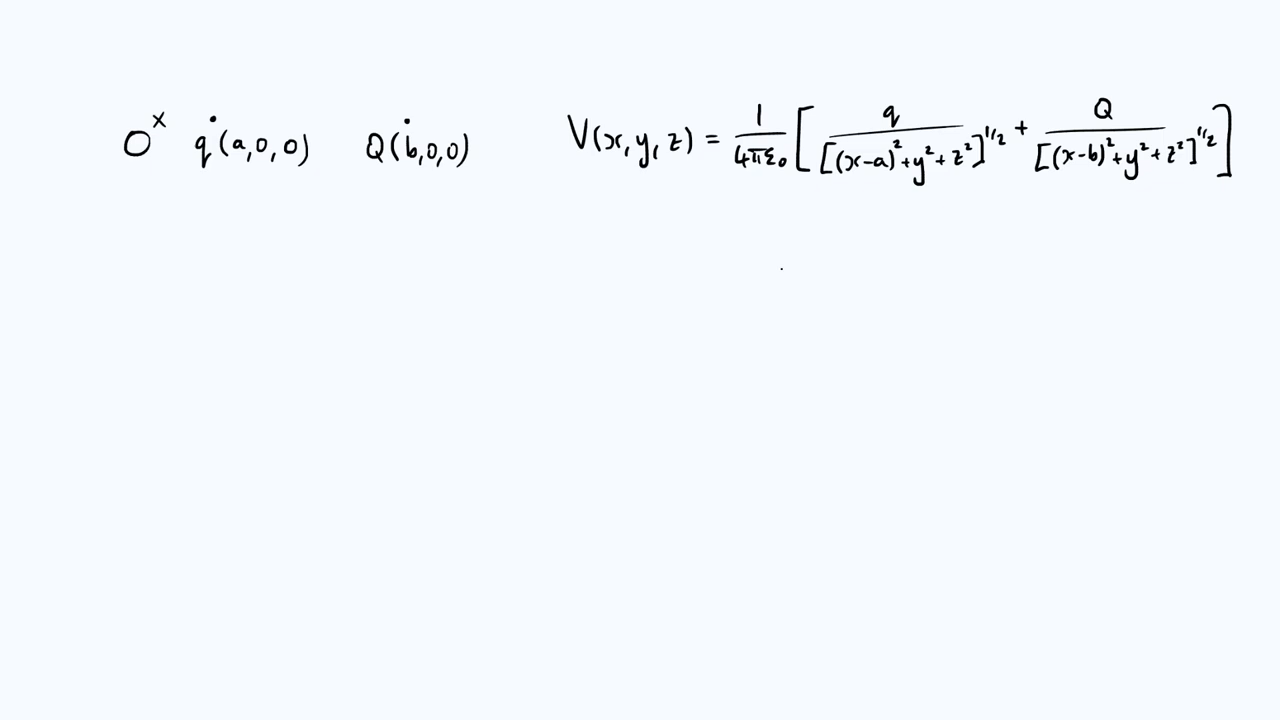 O^x q(a,0,0) Q(b,0,0) V(x,y,z) = 1/4πε₀ [ q/[(x-a)²+y²+z²]^1/2 + Q/[(x-b)²+y²+z²]^1/2 ]